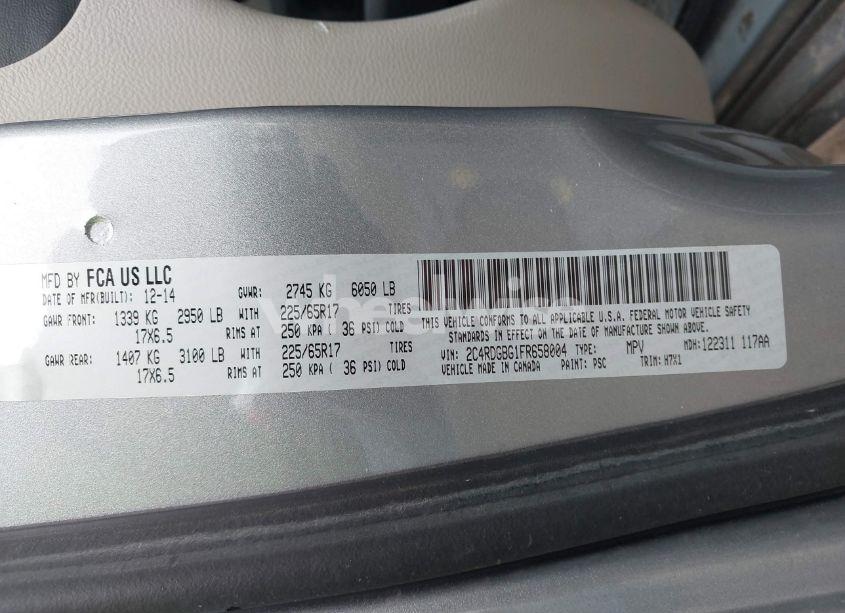 MFD BY FCA US LLC
DATE OF MFR(BUILT): 12-14 GVWR: 2745 KG 6050 LB
GAWR FRONT: 1339 KG 2950 LB WITH 225/65R17 TIRES
17X6.5 RIMS AT 250 KPA ( 36 PSI) COLD
GAWR REAR: 1407 KG 3100 LB WITH 225/65R17 TIRES
17X6.5 RIMS AT 250 KPA ( 36 PSI) COLD
THIS VEHICLE CONFORMS TO ALL APPLICABLE U.S.A. FEDERAL MOTOR VEHICLE SAFETY
STANDARDS IN EFFECT ON THE DATE OF MANUFACTURE SHOWN ABOVE.
VIN: 2C4RDGBG1FR658004 TYPE: MPV MDH: 122311 117AA
VEHICLE MADE IN CANADA PAINT: PSC TRIM: H7X1